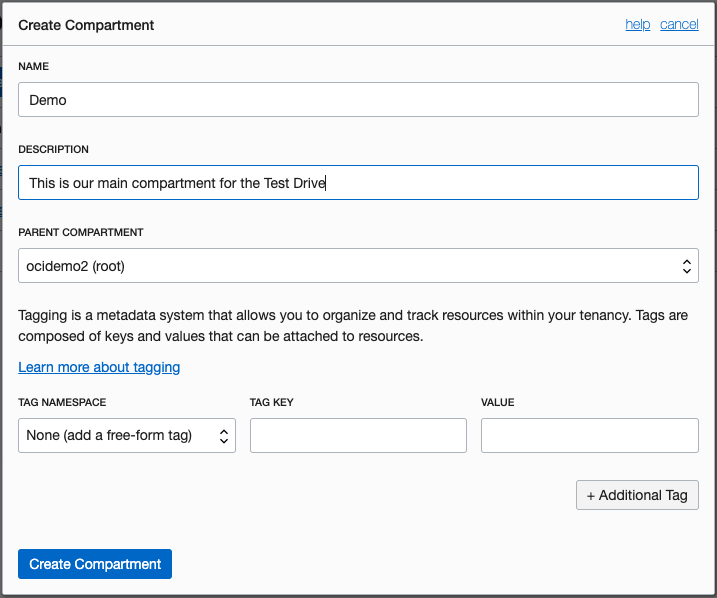 Create Compartment help cancel
NAME
Demo
DESCRIPTION
This is our main compartment for the Test Drive
PARENT COMPARTMENT
ocidemo2 (root)
Tagging is a metadata system that allows you to organize and track resources within your tenancy. Tags are
composed of keys and values that can be attached to resources.
Learn more about tagging
TAG NAMESPACE TAG KEY VALUE
None (add a free-form tag)
+ Additional Tag
Create Compartment